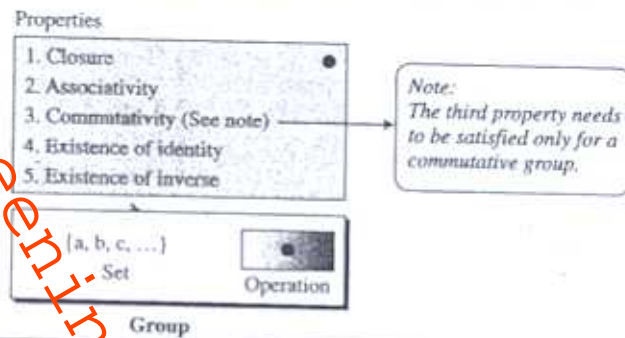 Properties
1. Closure
2. Associativity
3. Commutativity (See note)
4. Existence of identity
5. Existence of inverse
Note:
The third property needs
to be satisfied only for a
commutative group.
{a, b, c, ...}
Set
Operation
Group
eenin